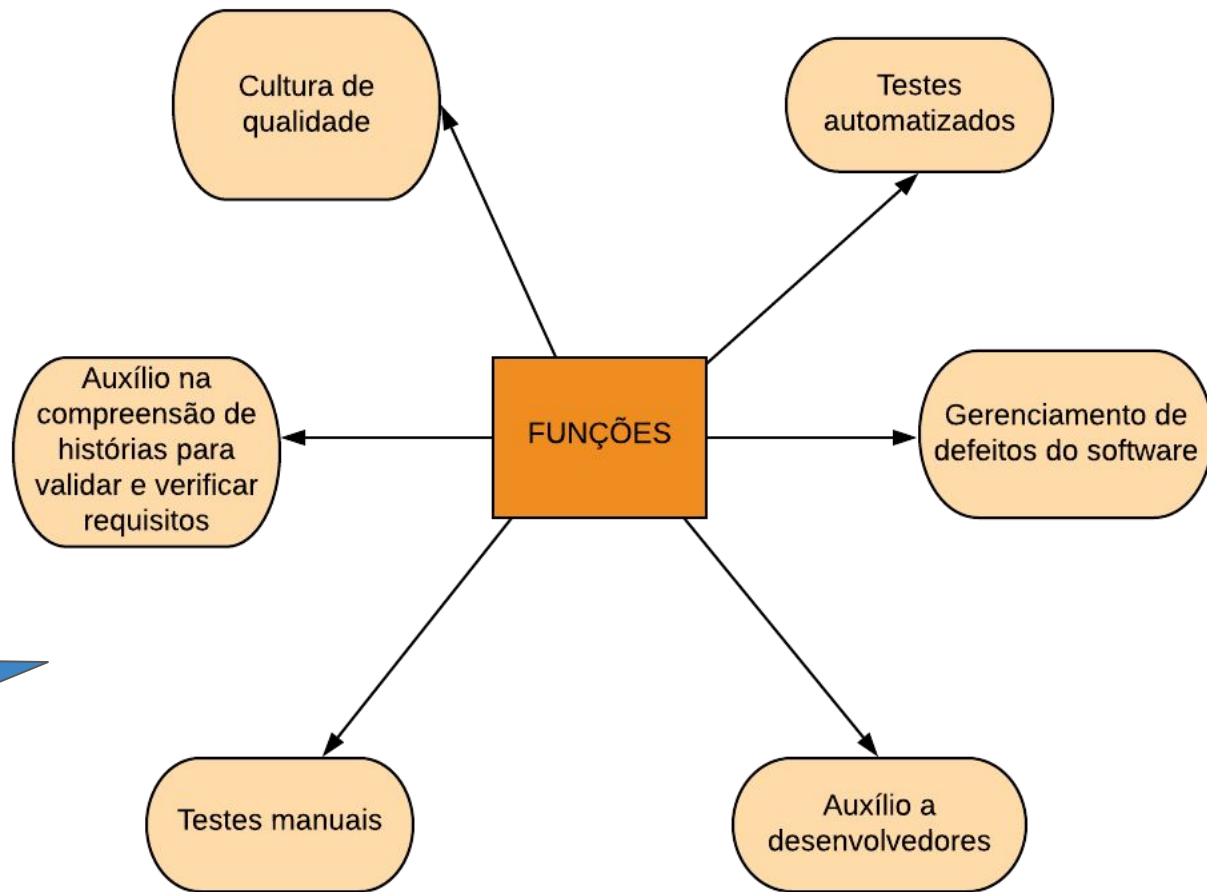 Cultura de
qualidade
Testes
automatizados
Auxílio na
compreensão de
histórias para
validar e verificar
requisitos
FUNÇÕES
Gerenciamento de
defeitos do software
Testes manuais
Auxílio a
desenvolvedores